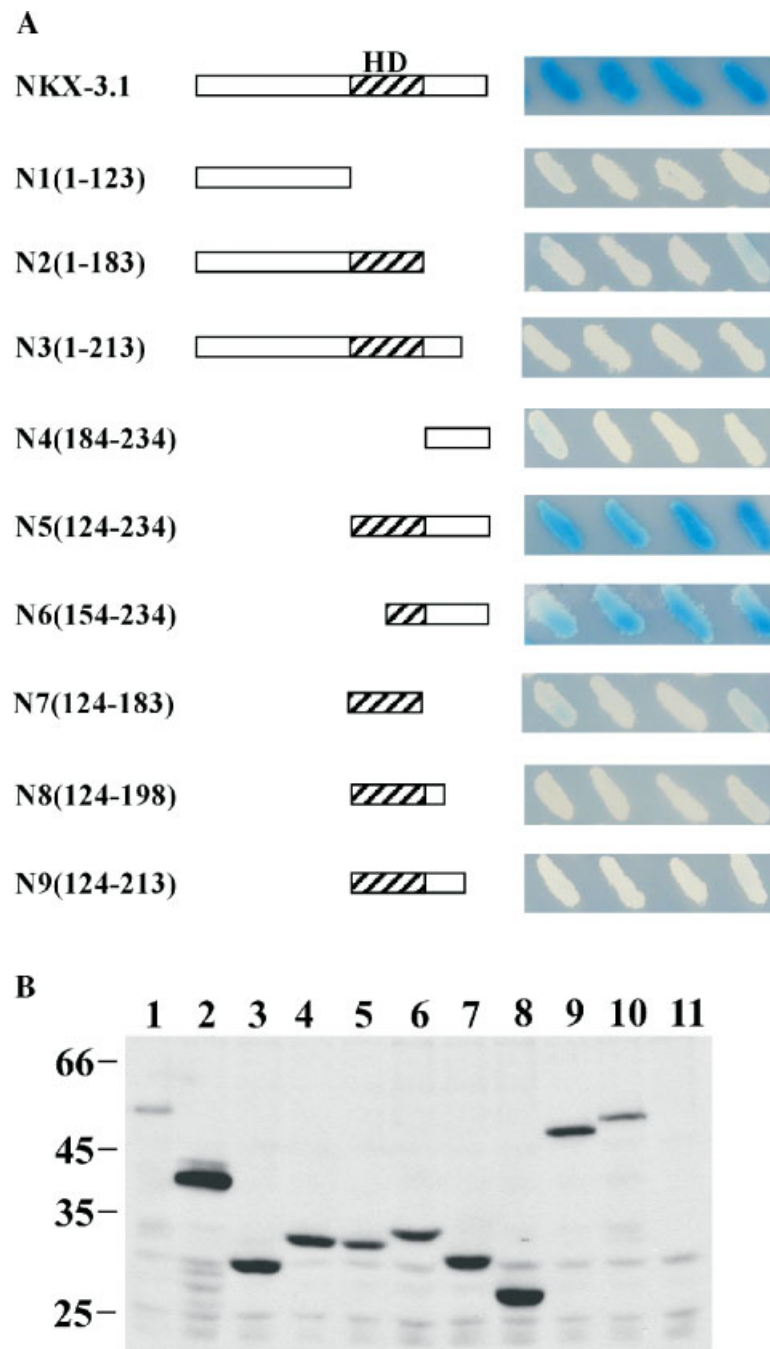 A
HD
NKX-3.1
N1(1-123)
N2(1-183)
N3(1-213)
N4(184-234)
N5(124-234)
N6(154-234)
N7(124-183)
N8(124-198)
N9(124-213)
B
1 2 3 4 5 6 7 8 9 10 11
66
45
35
25